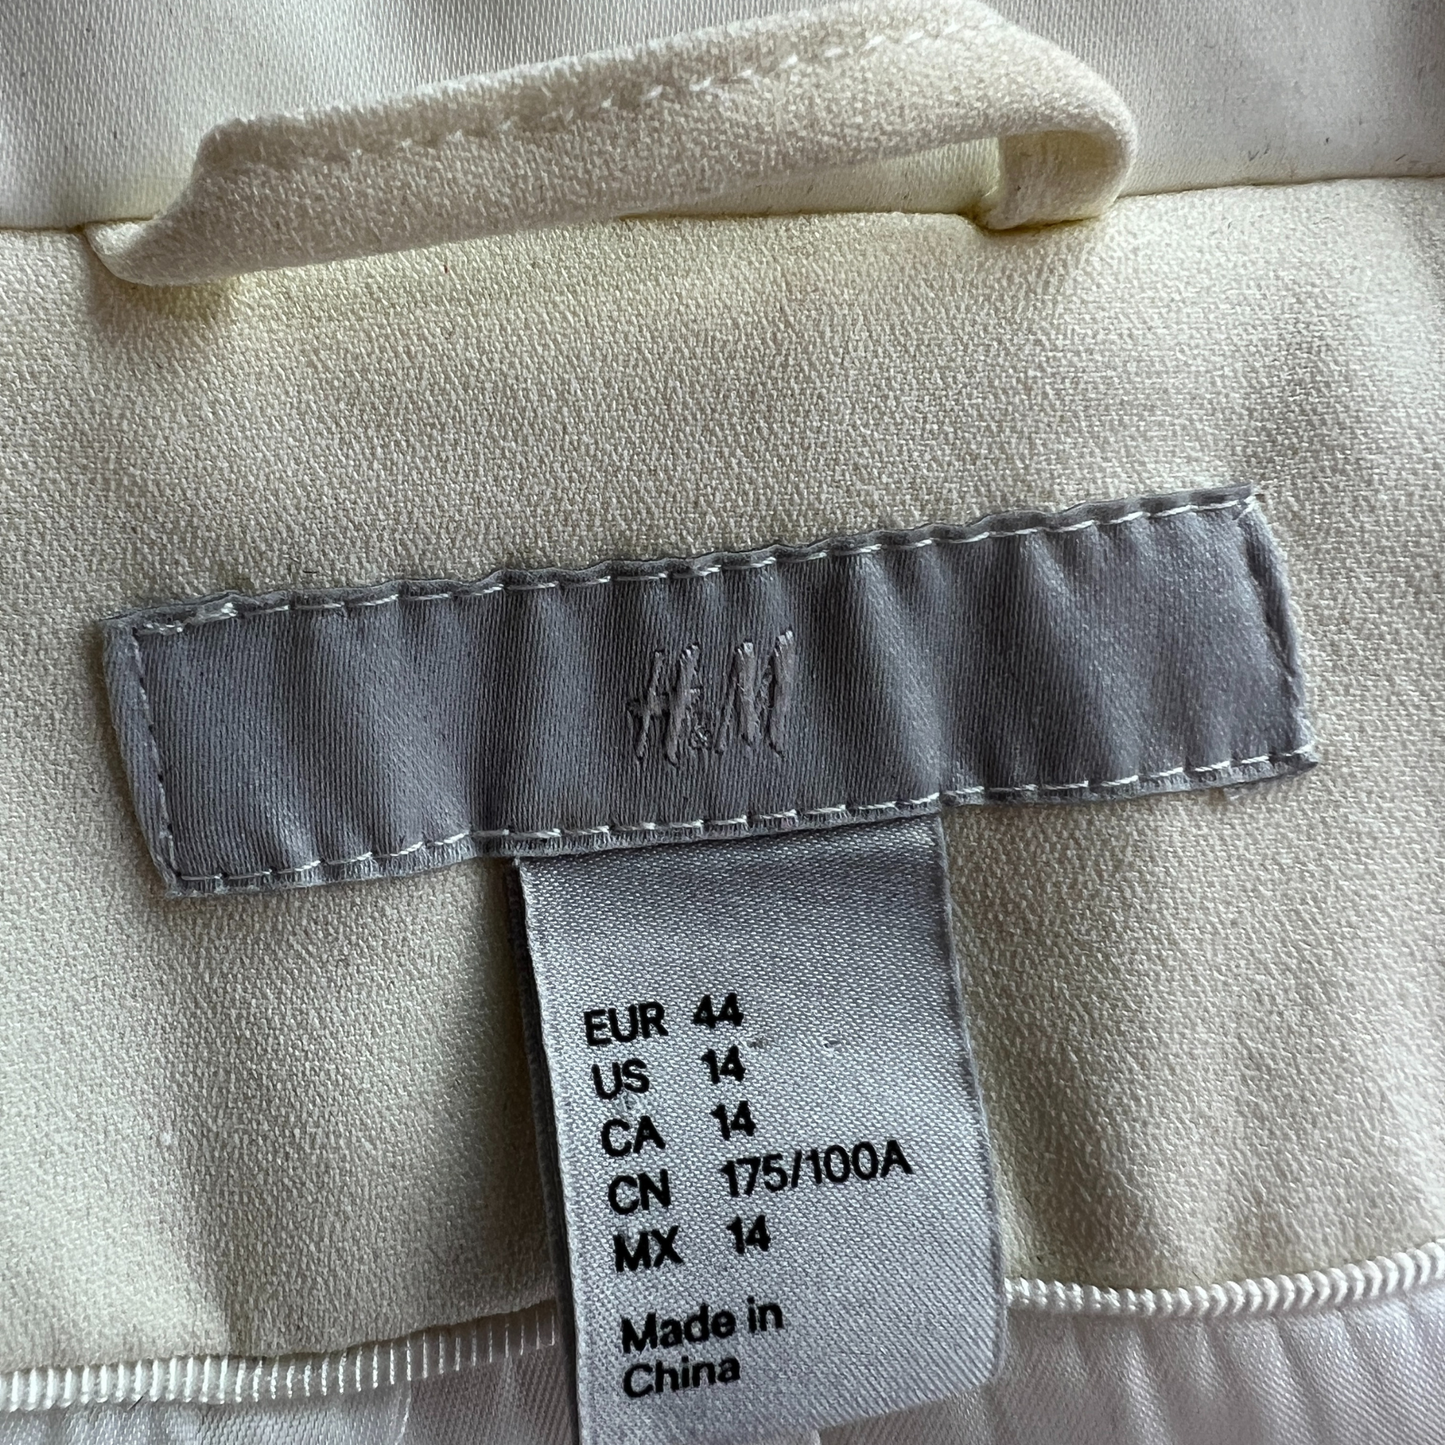 H&M
EUR 44
US 14
CA 14
CN 175/100A
MX 14
Made in
China